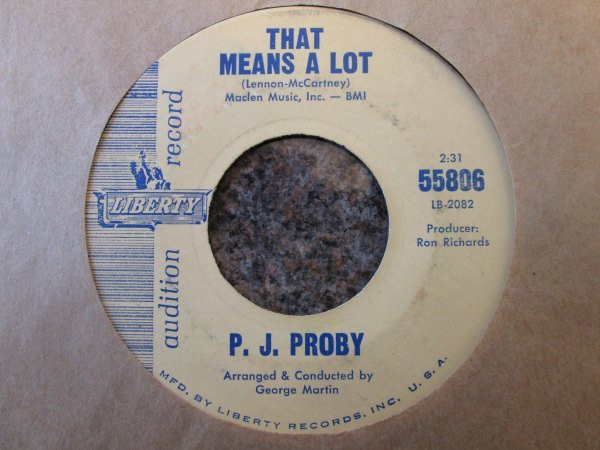 THAT
MEANS A LOT
(Lennon-McCartney)
Maclen Music, Inc. — BMI
audition record
LIBERTY
2:31
55806
LB-2082
Producer:
Ron Richards
P. J. PROBY
Arranged & Conducted by
George Martin
MFD. BY LIBERTY RECORDS, INC. U. S. A.